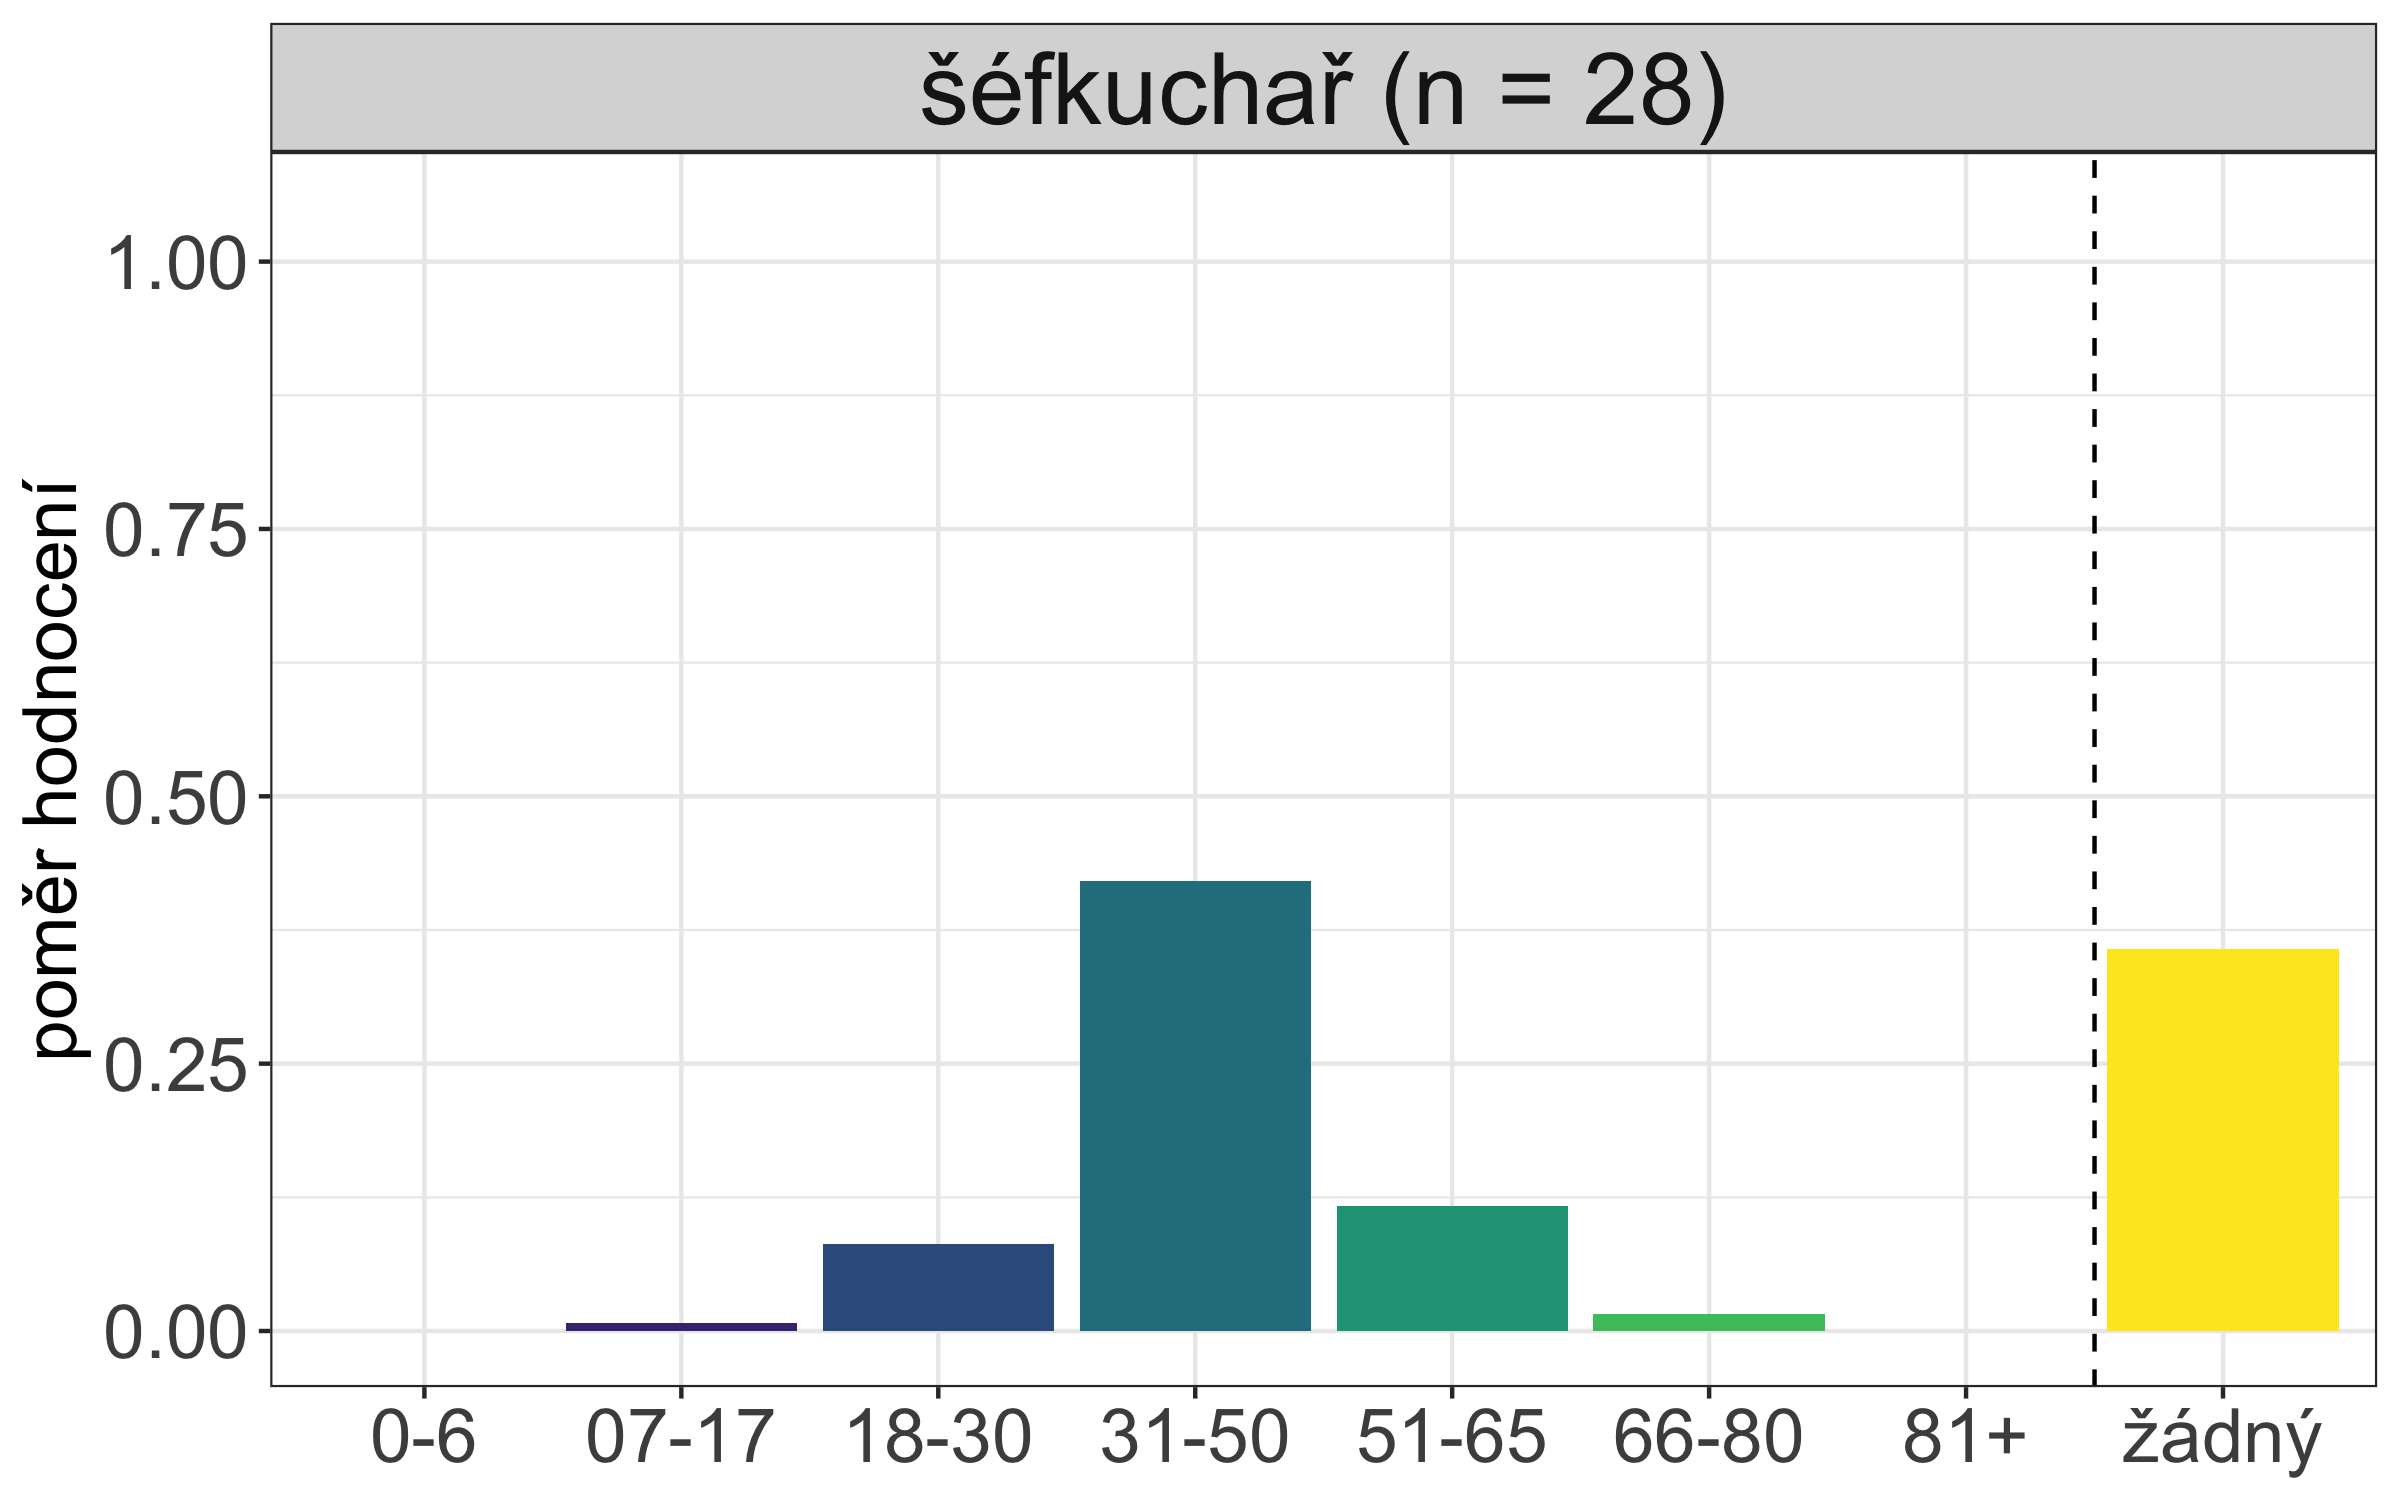 šéfkuchař (n = 28)
poměr hodnocení
1.00
0.75
0.50
0.25
0.00
0-6 07-17 18-30 31-50 51-65 66-80 81+ žádný